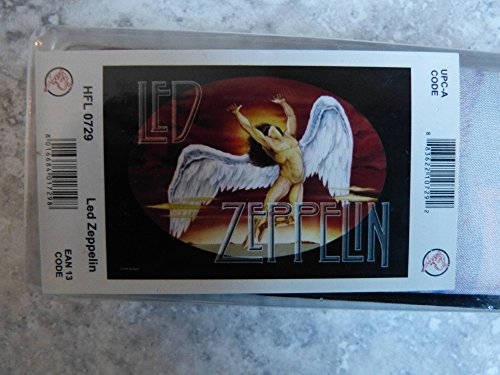 LED
ZEPPELIN
HFL 0729
Led Zeppelin
EAN 13
CODE
UPC-A
CODE